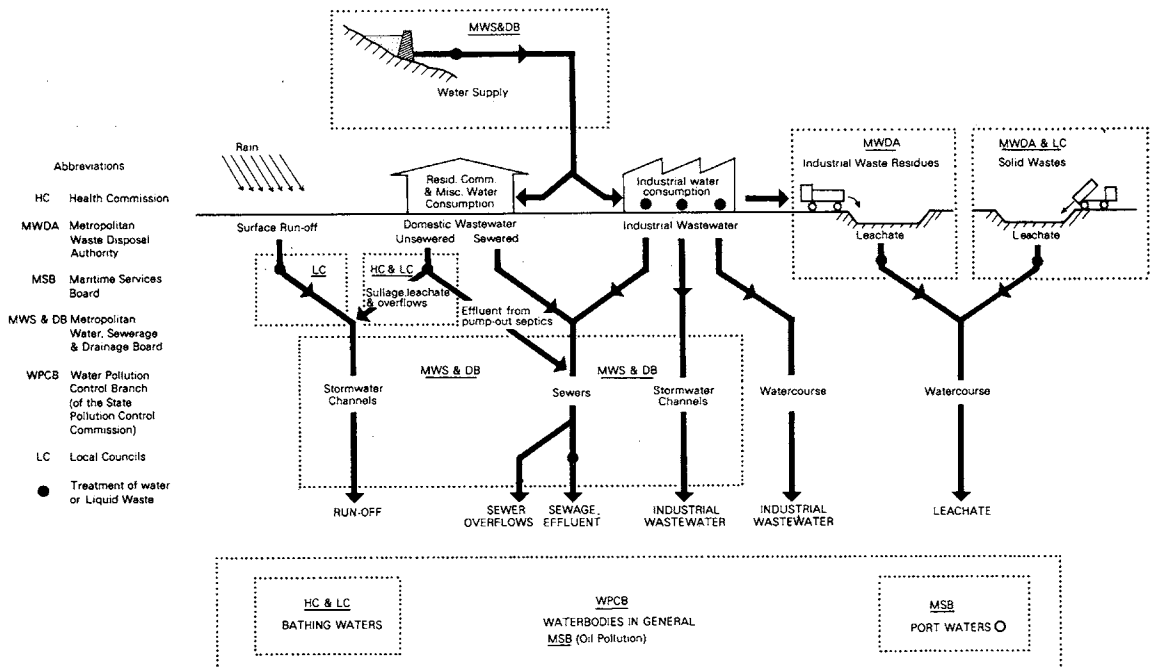 MWS&DB
Water Supply
Rain
Abbreviations
HC Health Commission
MWDA Metropolitan
Waste Disposal
Authority
MSB Maritime Services
Board
MWS & DB Metropolitan
Water, Sewerage
& Drainage Board
WPCB Water Pollution
Control Branch
(of the State
Pollution Control
Commission)
LC Local Councils
Treatment of water
or Liquid Waste
Resid. Comm.
& Misc. Water
Consumption
Industrial water
consumption
MWDA
Industrial Waste Residues
MWDA & LC
Solid Wastes
Surface Run-off
Domestic Wastewater
Unsewered Sewered
Industrial Wastewater
Leachate
Leachate
LC
HC & LC
Sullage, leachate
& overflows
Effluent from
pump-out septics
MWS & DB
MWS & DB
Stormwater
Channels
Sewers
Stormwater
Channels
Watercourse
Watercourse
RUN-OFF
SEWER
OVERFLOWS
SEWAGE
EFFLUENT
INDUSTRIAL
WASTEWATER
INDUSTRIAL
WASTEWATER
LEACHATE
HC & LC
BATHING WATERS
WPCB
WATERBODIES IN GENERAL
MSB (Oil Pollution)
MSB
PORT WATERS